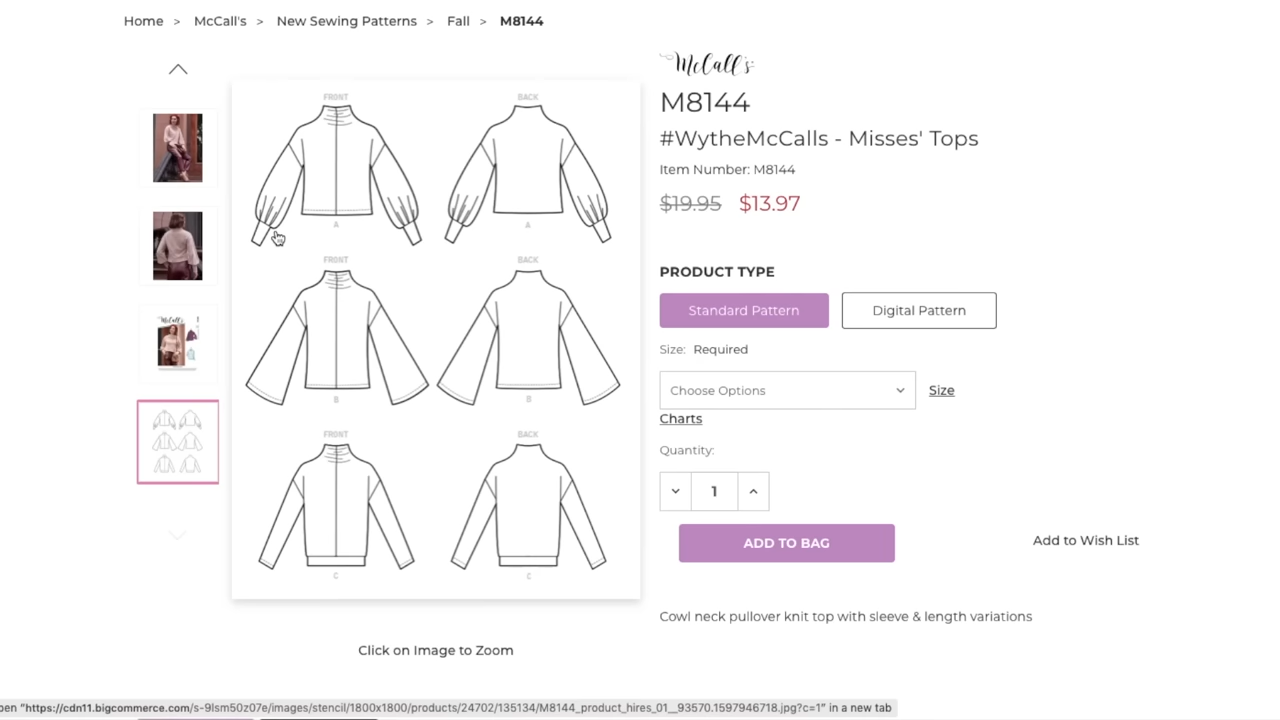 Home > McCall's > New Sewing Patterns > Fall > M8144
McCall's
M8144
#WytheMcCalls - Misses' Tops
Item Number: M8144
$19.95 $13.97
PRODUCT TYPE
Standard Pattern Digital Pattern
Size: Required
Choose Options Size
Charts
Quantity:
1
ADD TO BAG
Add to Wish List
Cowl neck pullover knit top with sleeve & length variations
FRONT BACK
A A
FRONT BACK
B B
FRONT BACK
C C
McCall's
Click on Image to Zoom
pen "https://cdn11.bigcommerce.com/s-9lsm50z07e/images/stencil/1800x1800/products/24702/135134/M8144_product_hires_01__93570.1597946718.jpg?c=1" in a new tab